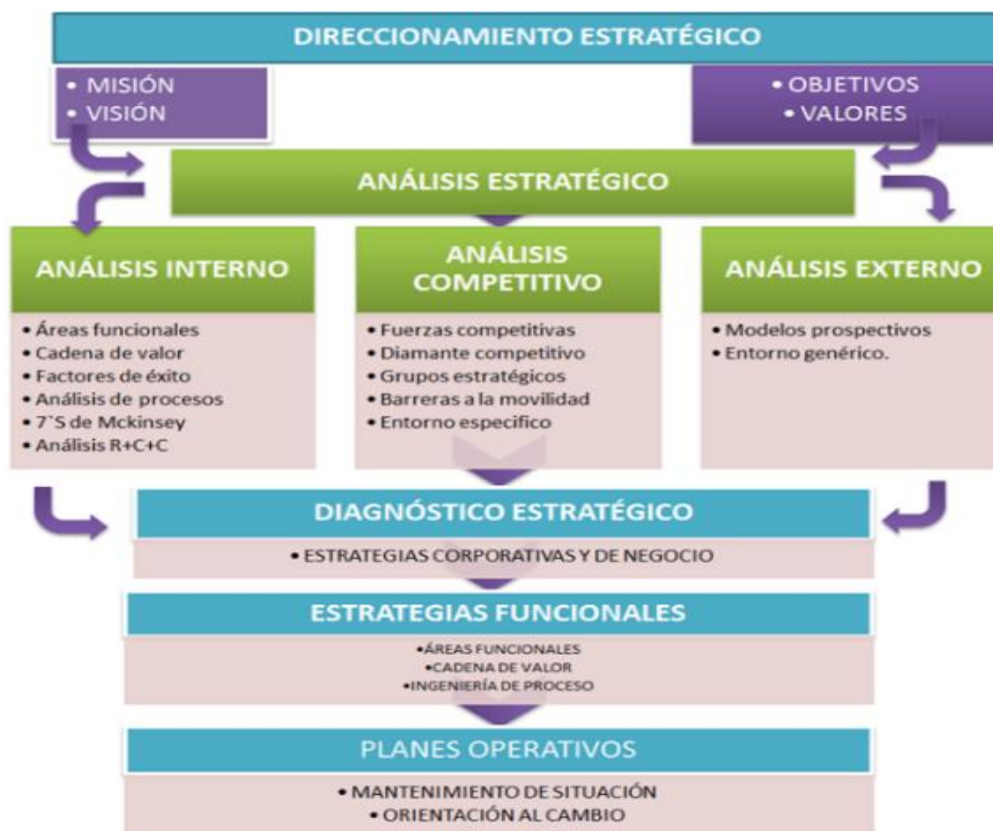 DIRECCIONAMIENTO ESTRATÉGICO
• MISIÓN
• VISIÓN
• OBJETIVOS
• VALORES
ANÁLISIS ESTRATÉGICO
ANÁLISIS INTERNO
• Áreas funcionales
• Cadena de valor
• Factores de éxito
• Análisis de procesos
• 7`S de Mckinsey
• Análisis R+C+C
ANÁLISIS
COMPETITIVO
• Fuerzas competitivas
• Diamante competitivo
• Grupos estratégicos
• Barreras a la movilidad
• Entorno especifico
ANÁLISIS EXTERNO
• Modelos prospectivos
• Entorno genérico.
DIAGNÓSTICO ESTRATÉGICO
• ESTRATEGIAS CORPORATIVAS Y DE NEGOCIO
ESTRATEGIAS FUNCIONALES
•ÁREAS FUNCIONALES
•CADENA DE VALOR
•INGENIERÍA DE PROCESO
PLANES OPERATIVOS
• MANTENIMIENTO DE SITUACIÓN
• ORIENTACIÓN AL CAMBIO